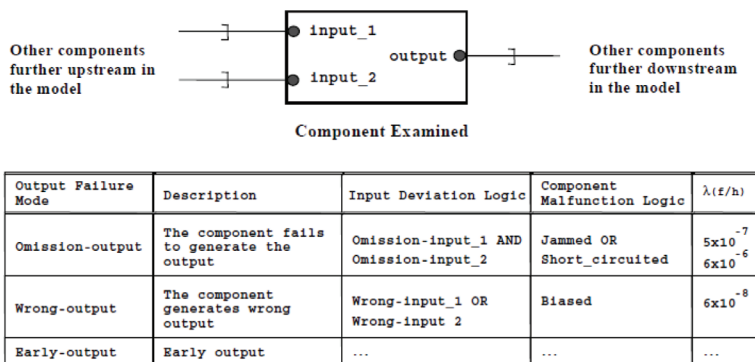 Other components
further upstream in
the model
input_1
input_2
output
Other components
further downstream
in the model
Component Examined
Output Failure Mode | Description | Input Deviation Logic | Component Malfunction Logic | λ(f/h)
Omission-output | The component fails to generate the output | Omission-input_1 AND Omission-input_2 | Jammed OR Short_circuited | 5x10⁻⁷ 6x10⁻⁶
Wrong-output | The component generates wrong output | Wrong-input_1 OR Wrong-input 2 | Biased | 6x10⁻⁸
Early-output | Early output | ... | ... | ...